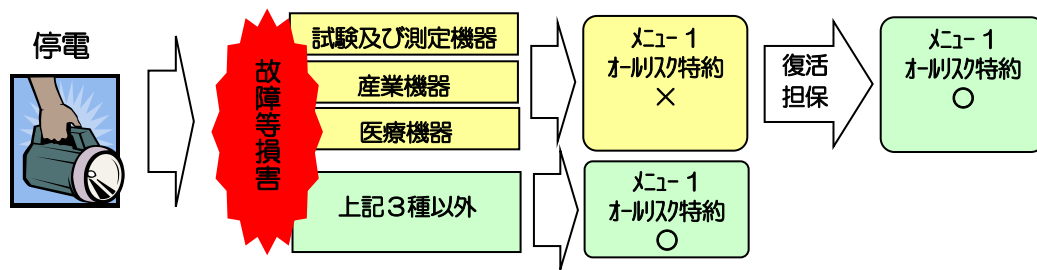 停電
故障等損害
試験及び測定機器
産業機器
医療機器
上記3種以外
メニュー1
オールリスク特約
×
メニュー1
オールリスク特約
○
復活
担保
メニュー1
オールリスク特約
○